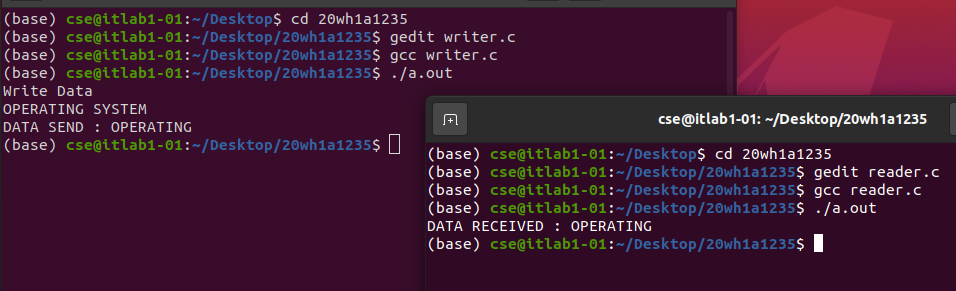 (base) cse@itlab1-01:~/Desktop$ cd 20wh1a1235
(base) cse@itlab1-01:~/Desktop/20wh1a1235$ gedit writer.c
(base) cse@itlab1-01:~/Desktop/20wh1a1235$ gcc writer.c
(base) cse@itlab1-01:~/Desktop/20wh1a1235$ ./a.out
Write Data
OPERATING SYSTEM
DATA SEND : OPERATING
(base) cse@itlab1-01:~/Desktop/20wh1a1235$
cse@itlab1-01: ~/Desktop/20wh1a1235
(base) cse@itlab1-01:~/Desktop$ cd 20wh1a1235
(base) cse@itlab1-01:~/Desktop/20wh1a1235$ gedit reader.c
(base) cse@itlab1-01:~/Desktop/20wh1a1235$ gcc reader.c
(base) cse@itlab1-01:~/Desktop/20wh1a1235$ ./a.out
DATA RECEIVED : OPERATING
(base) cse@itlab1-01:~/Desktop/20wh1a1235$